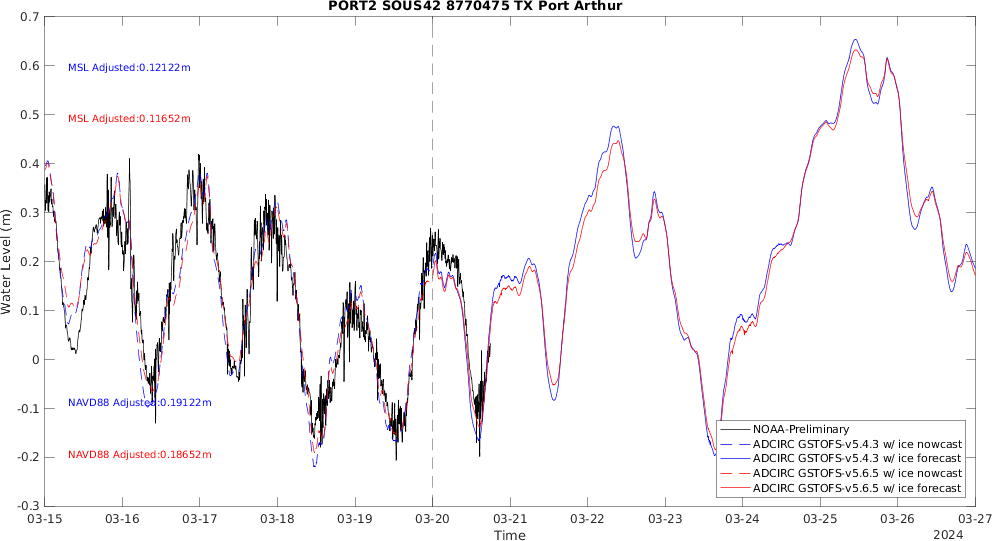 PORT2 SOUS42 8770475 TX Port Arthur
0.7
0.6
0.5
0.4
0.3
0.2
0.1
0
-0.1
-0.2
-0.3
Water Level (m)
MSL Adjusted:0.12122m
MSL Adjusted:0.11652m
NAVD88 Adjusted:0.19122m
NAVD88 Adjusted:0.18652m
NOAA-Preliminary
ADCIRC GSTOFS-v5.4.3 w/ ice nowcast
ADCIRC GSTOFS-v5.4.3 w/ ice forecast
ADCIRC GSTOFS-v5.6.5 w/ ice nowcast
ADCIRC GSTOFS-v5.6.5 w/ ice forecast
03-15 03-16 03-17 03-18 03-19 03-20 03-21 03-22 03-23 03-24 03-25 03-26 03-27
Time
2024